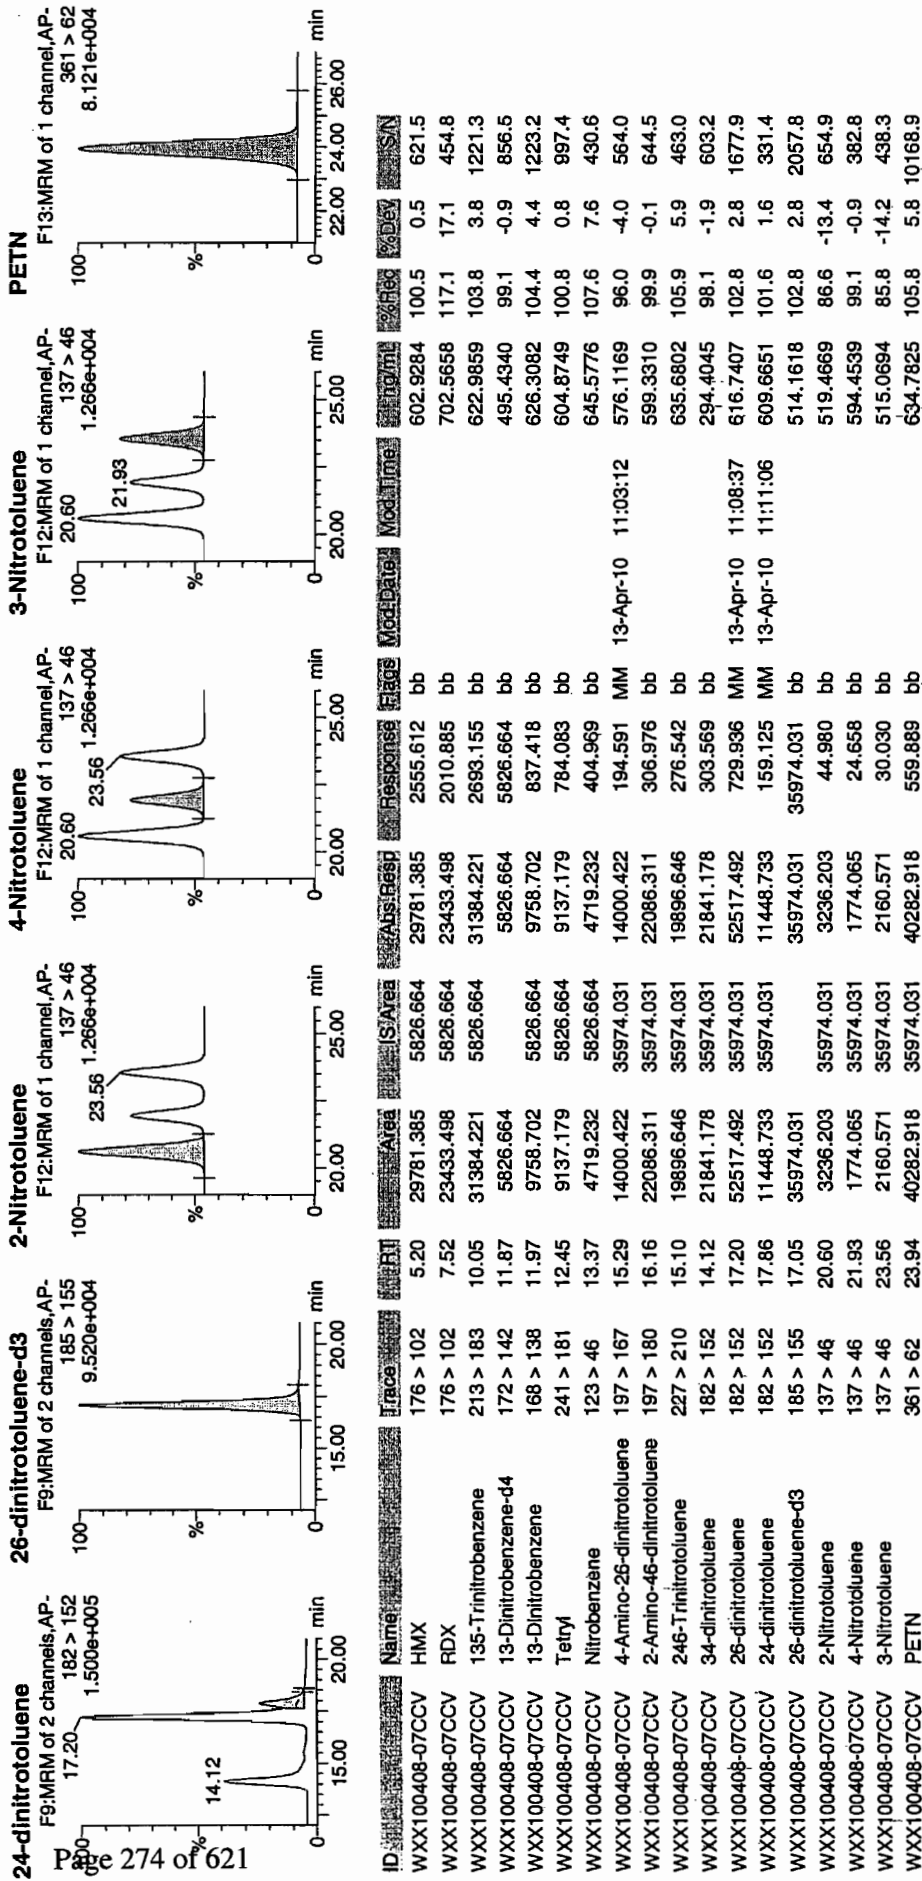 24-dinitrotoluene
F9:MRM of 2 channels,AP-
182 > 152
1.500e+005
100
17.20
14.12
%
15.00 20.00 min
26-dinitrotoluene-d3
F9:MRM of 2 channels,AP-
185 > 155
9.520e+004
100
%
0
15.00 20.00 min
2-Nitrotoluene
F12:MRM of 1 channel,AP-
137 > 46
23.56 1.266e+004
100
%
0
20.00 25.00 min
4-Nitrotoluene
F12:MRM of 1 channel,AP-
20.60 137 > 46
23.56 1.266e+004
100
%
0
20.00 25.00 min
3-Nitrotoluene
F12:MRM of 1 channel,AP-
20.60 137 > 46
1.266e+004
100
21.93
%
0
20.00 25.00 min
PETN
F13:MRM of 1 channel,AP-
361 > 62
8.121e+004
100
%
0
22.00 24.00 26.00 min
ID Name Trace RT Area IS Area Abs.Resp Response Flags Mod.Date Mod.Time ng/mL %Rec %Dev S/N
WXX100408-07CCV HMX 176 > 102 5.20 29781.385 5826.664 29781.385 2555.612 bb 602.9284 100.5 0.5 621.5
WXX100408-07CCV RDX 176 > 102 7.52 23433.498 5826.664 23433.498 2010.885 bb 702.5658 117.1 17.1 454.8
WXX100408-07CCV 135-Trinitrobenzene 213 > 183 10.05 31384.221 5826.664 31384.221 2693.155 bb 622.9859 103.8 3.8 1221.3
WXX100408-07CCV 13-Dinitrobenzene-d4 172 > 142 11.87 5826.664 5826.664 5826.664 bb 495.4340 99.1 -0.9 856.5
WXX100408-07CCV 13-Dinitrobenzene 168 > 138 11.97 9758.702 5826.664 9758.702 837.418 bb 626.3082 104.4 4.4 1223.2
WXX100408-07CCV Tetryl 241 > 181 12.45 9137.179 5826.664 9137.179 784.083 bb 604.8749 100.8 0.8 997.4
WXX100408-07CCV Nitrobenzene 123 > 46 13.37 4719.232 5826.664 4719.232 404.969 bb 645.5776 107.6 7.6 430.6
WXX100408-07CCV 4-Amino-26-dinitrotoluene 197 > 167 15.29 14000.422 35974.031 14000.422 194.591 MM 13-Apr-10 11:03:12 576.1169 96.0 -4.0 564.0
WXX100408-07CCV 2-Amino-46-dinitrotoluene 197 > 180 16.16 22086.311 35974.031 22086.311 306.976 bb 599.3310 99.9 -0.1 644.5
WXX100408-07CCV 246-Trinitrotoluene 227 > 210 15.10 19896.646 35974.031 19896.646 276.542 bb 635.6802 105.9 5.9 463.0
WXX100408-07CCV 34-dinitrotoluene 182 > 152 14.12 21841.178 35974.031 21841.178 303.569 bb 294.4045 98.1 -1.9 603.2
WXX100408-07CCV 26-dinitrotoluene 182 > 152 17.20 52517.492 35974.031 52517.492 729.936 MM 13-Apr-10 11:08:37 616.7407 102.8 2.8 1677.9
WXX100408-07CCV 24-dinitrotoluene 182 > 152 17.86 11448.733 35974.031 11448.733 159.125 MM 13-Apr-10 11:11:06 609.6651 101.6 1.6 331.4
WXX100408-07CCV 26-dinitrotoluene-d3 185 > 155 17.05 35974.031 35974.031 35974.031 bb 514.1618 102.8 2.8 2057.8
WXX100408-07CCV 2-Nitrotoluene 137 > 46 20.60 3236.203 35974.031 3236.203 44.980 bb 519.4669 86.6 -13.4 654.9
WXX100408-07CCV 4-Nitrotoluene 137 > 46 21.93 1774.065 35974.031 1774.065 24.658 bb 594.4539 99.1 -0.9 382.8
WXX100408-07CCV 3-Nitrotoluene 137 > 46 23.56 2160.571 35974.031 2160.571 30.030 bb 515.0694 85.8 -14.2 438.3
WXX100408-07CCV PETN 361 > 62 23.94 40282.918 35974.031 40282.918 559.889 bb 634.7825 105.8 5.8 10169.9
Page 274 of 621